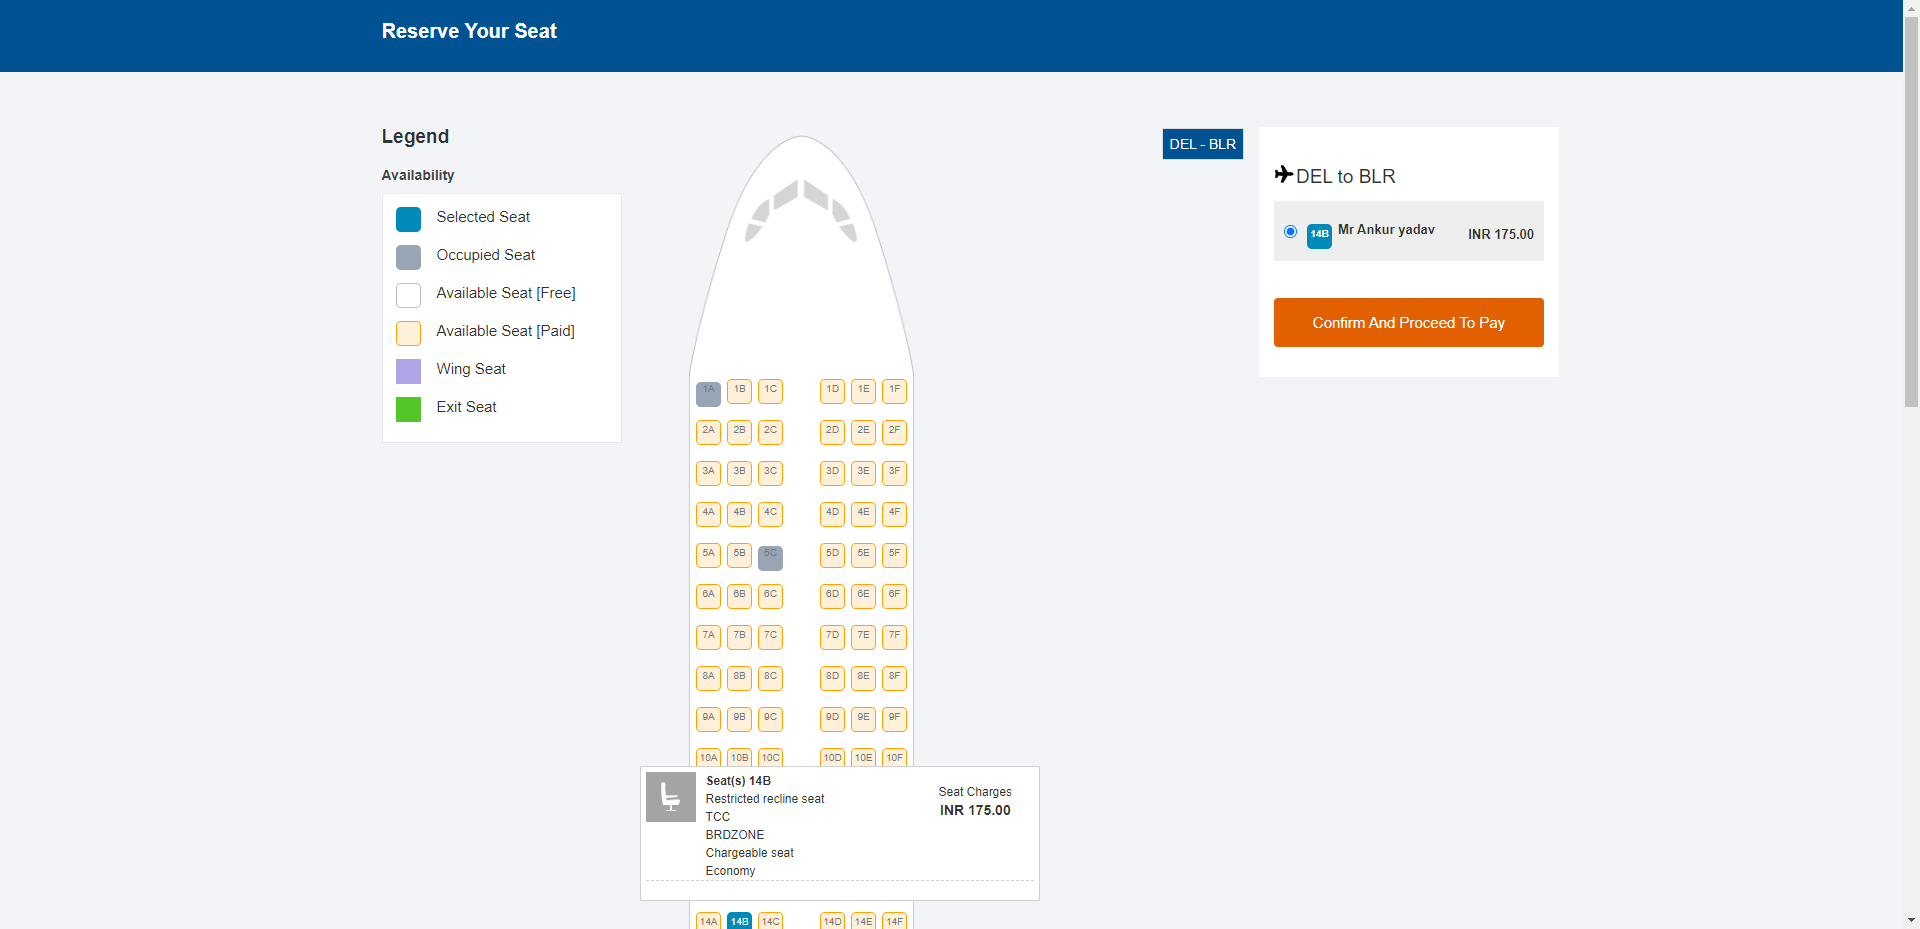 Reserve Your Seat
Legend
Availability
Selected Seat
Occupied Seat
Available Seat [Free]
Available Seat [Paid]
Wing Seat
Exit Seat
DEL - BLR
DEL to BLR
14B Mr Ankur yadav INR 175.00
Confirm And Proceed To Pay
1A 1B 1C 1D 1E 1F
2A 2B 2C 2D 2E 2F
3A 3B 3C 3D 3E 3F
4A 4B 4C 4D 4E 4F
5A 5B 5C 5D 5E 5F
6A 6B 6C 6D 6E 6F
7A 7B 7C 7D 7E 7F
8A 8B 8C 8D 8E 8F
9A 9B 9C 9D 9E 9F
10A 10B 10C 10D 10E 10F
Seat(s) 14B
Restricted recline seat
TCC
BRDZONE
Chargeable seat
Economy
Seat Charges
INR 175.00
14A 14B 14C 14D 14E 14F